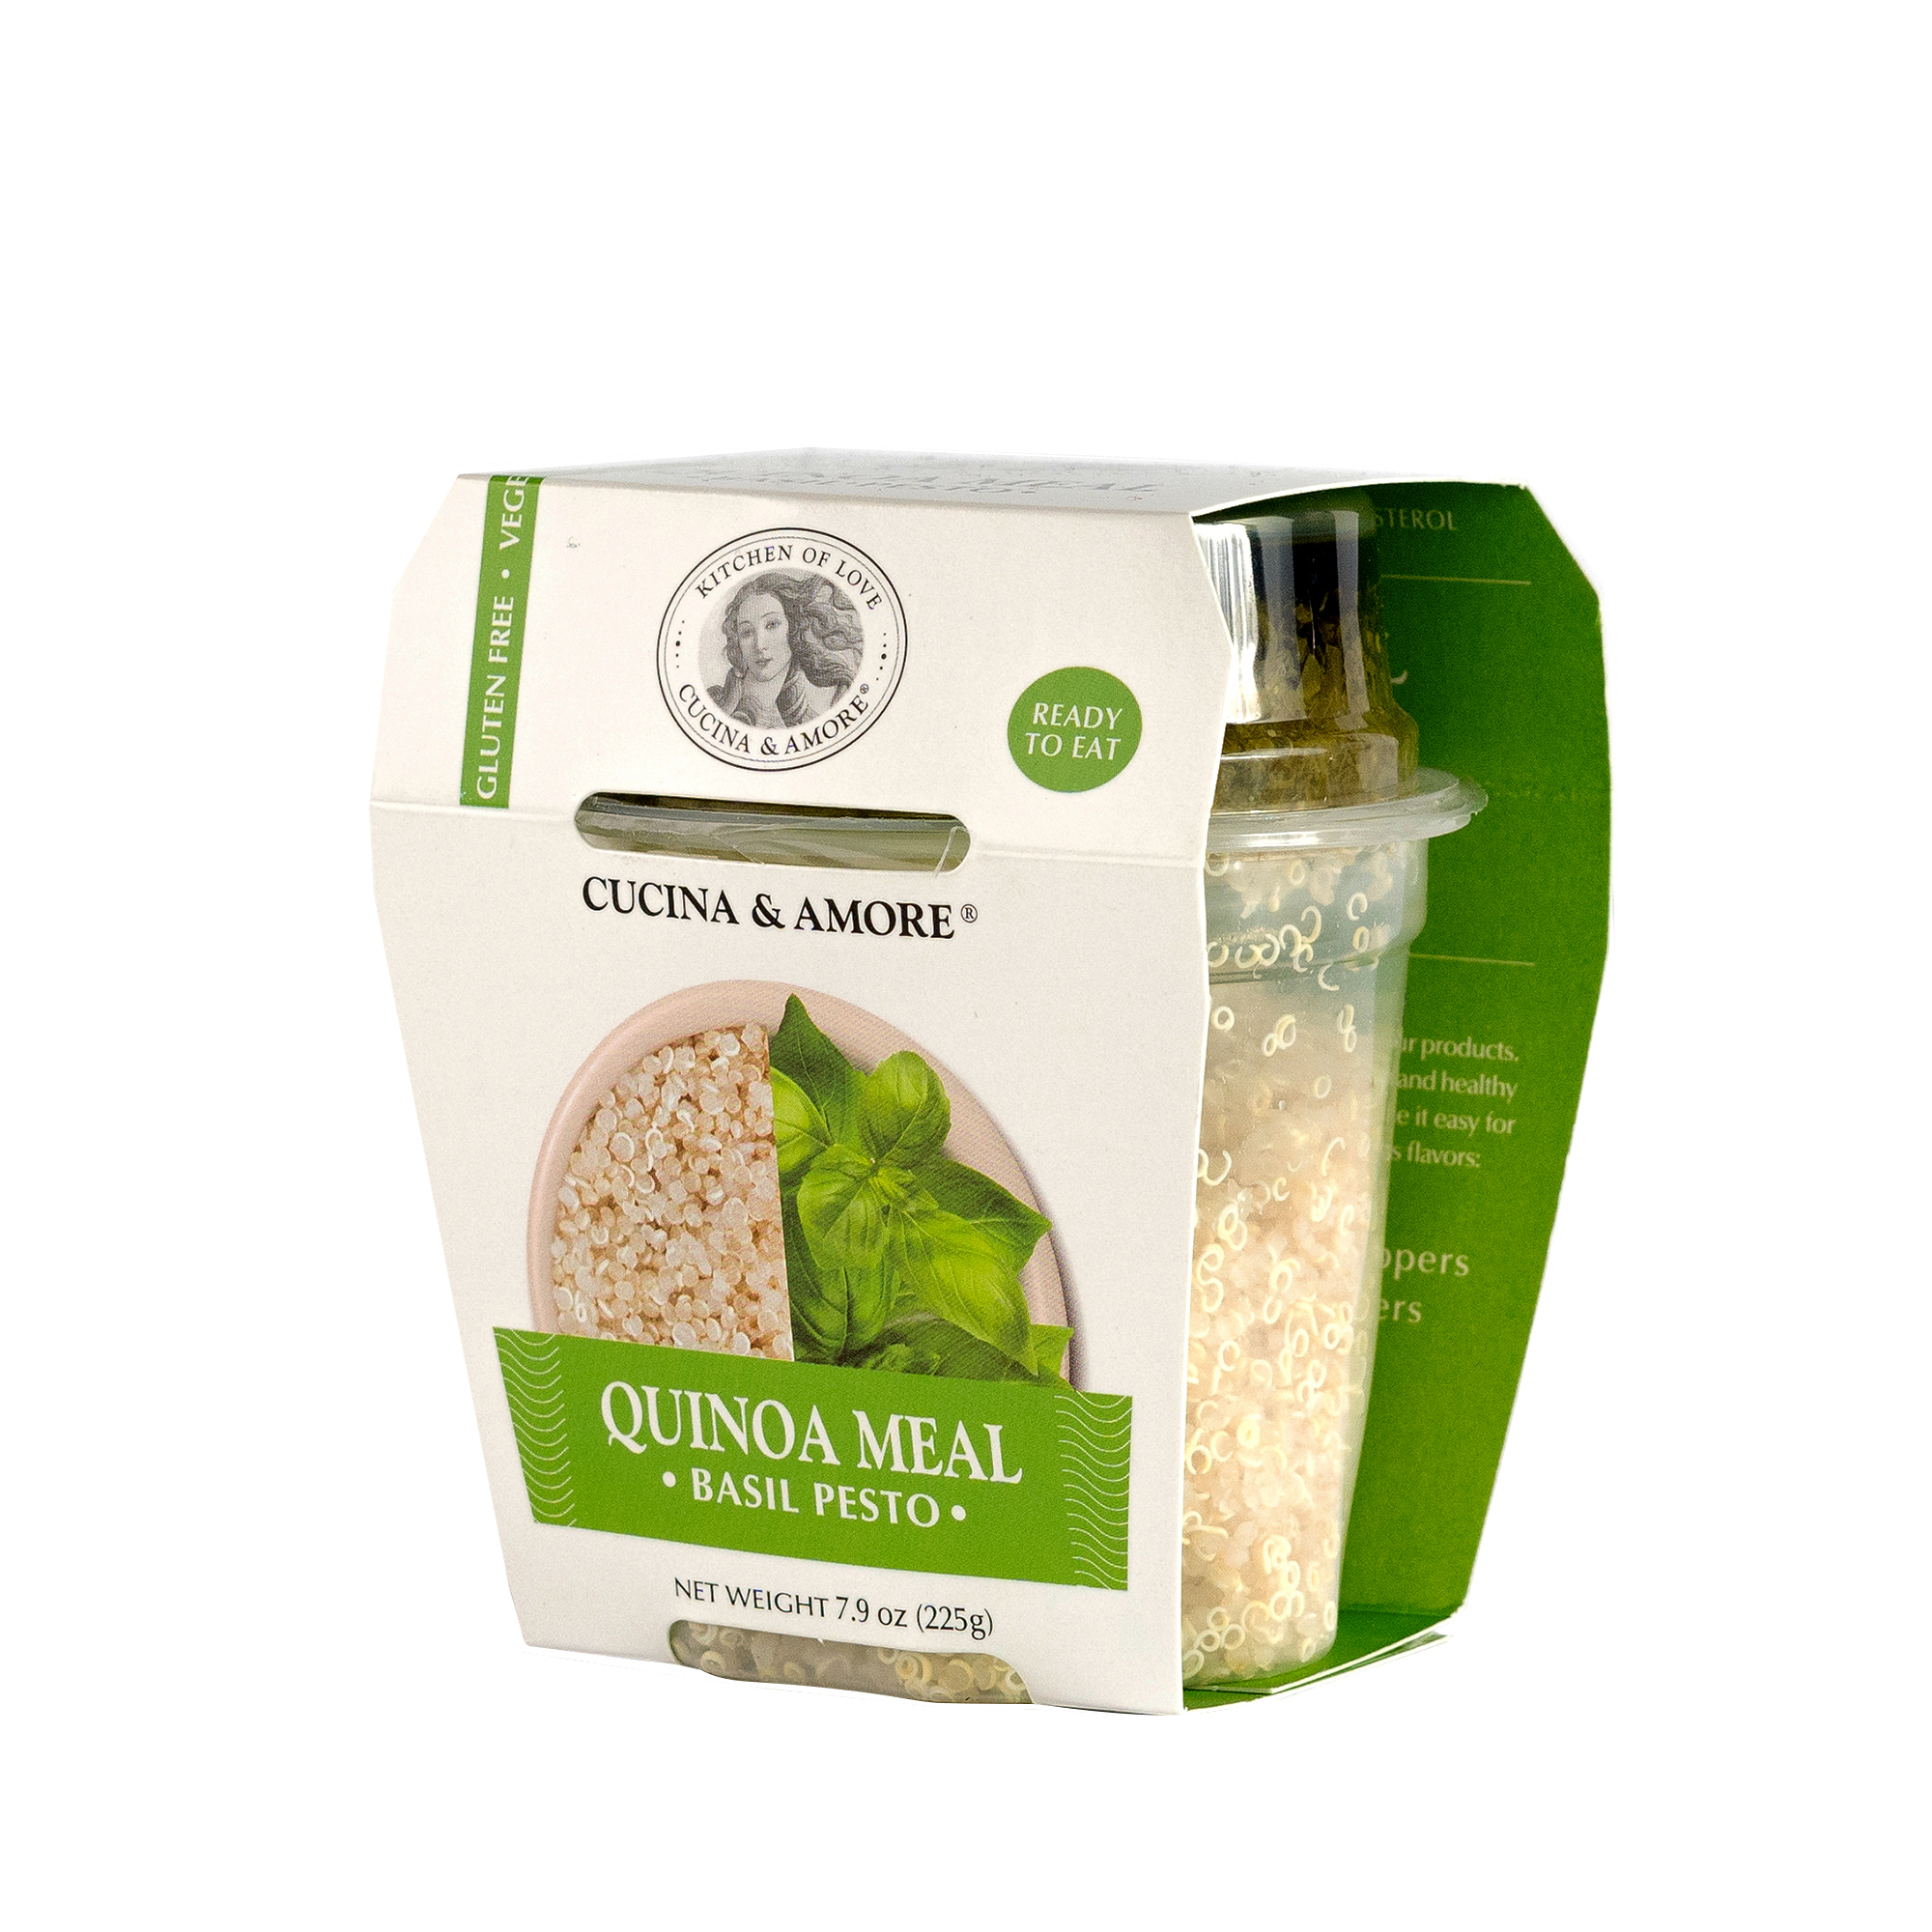 GLUTEN FREE • VEGE
KITCHEN OF LOVE
CUCINA & AMORE®
READY
TO EAT
CUCINA & AMORE®
QUINOA MEAL
• BASIL PESTO •
NET WEIGHT 7.9 oz (225g)
STEROL
ur products.
and healthy
e it easy for
s flavors:
ppers
ers